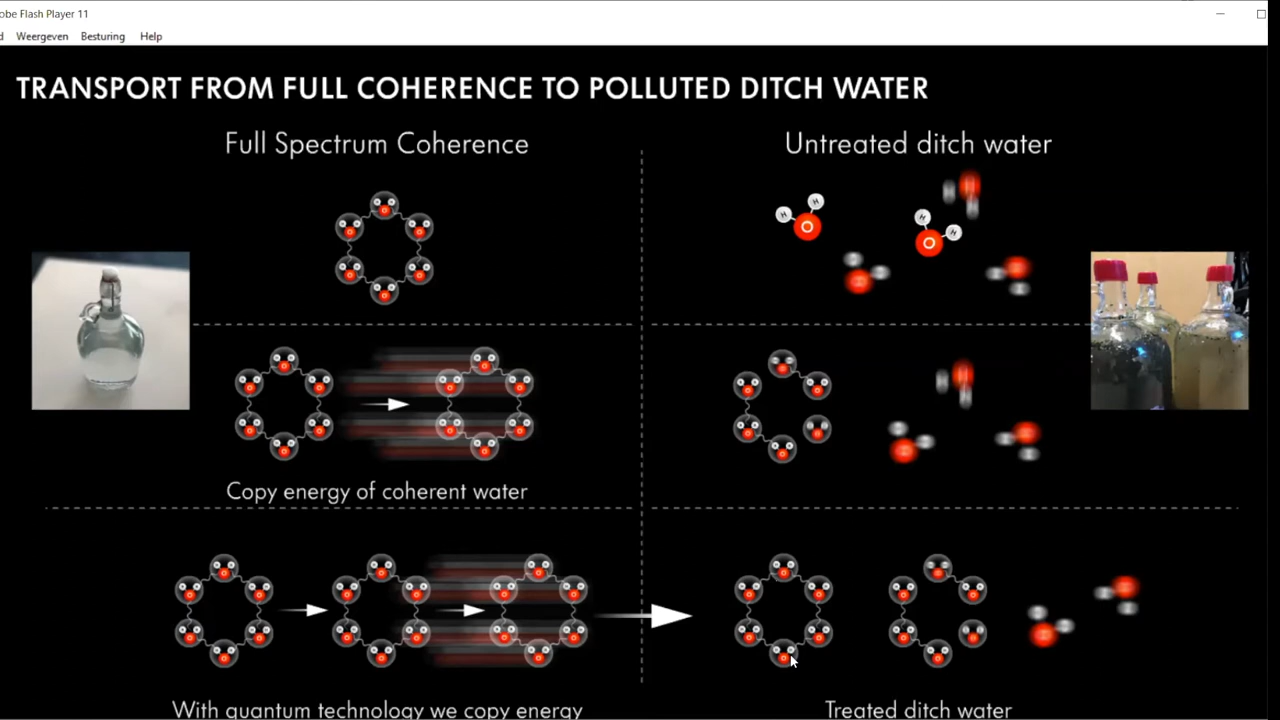 obe Flash Player 11
d Weergeven Besturing Help
TRANSPORT FROM FULL COHERENCE TO POLLUTED DITCH WATER
Full Spectrum Coherence
Untreated ditch water
H H O
H H O
Copy energy of coherent water
With quantum technology we copy energy
Treated ditch water